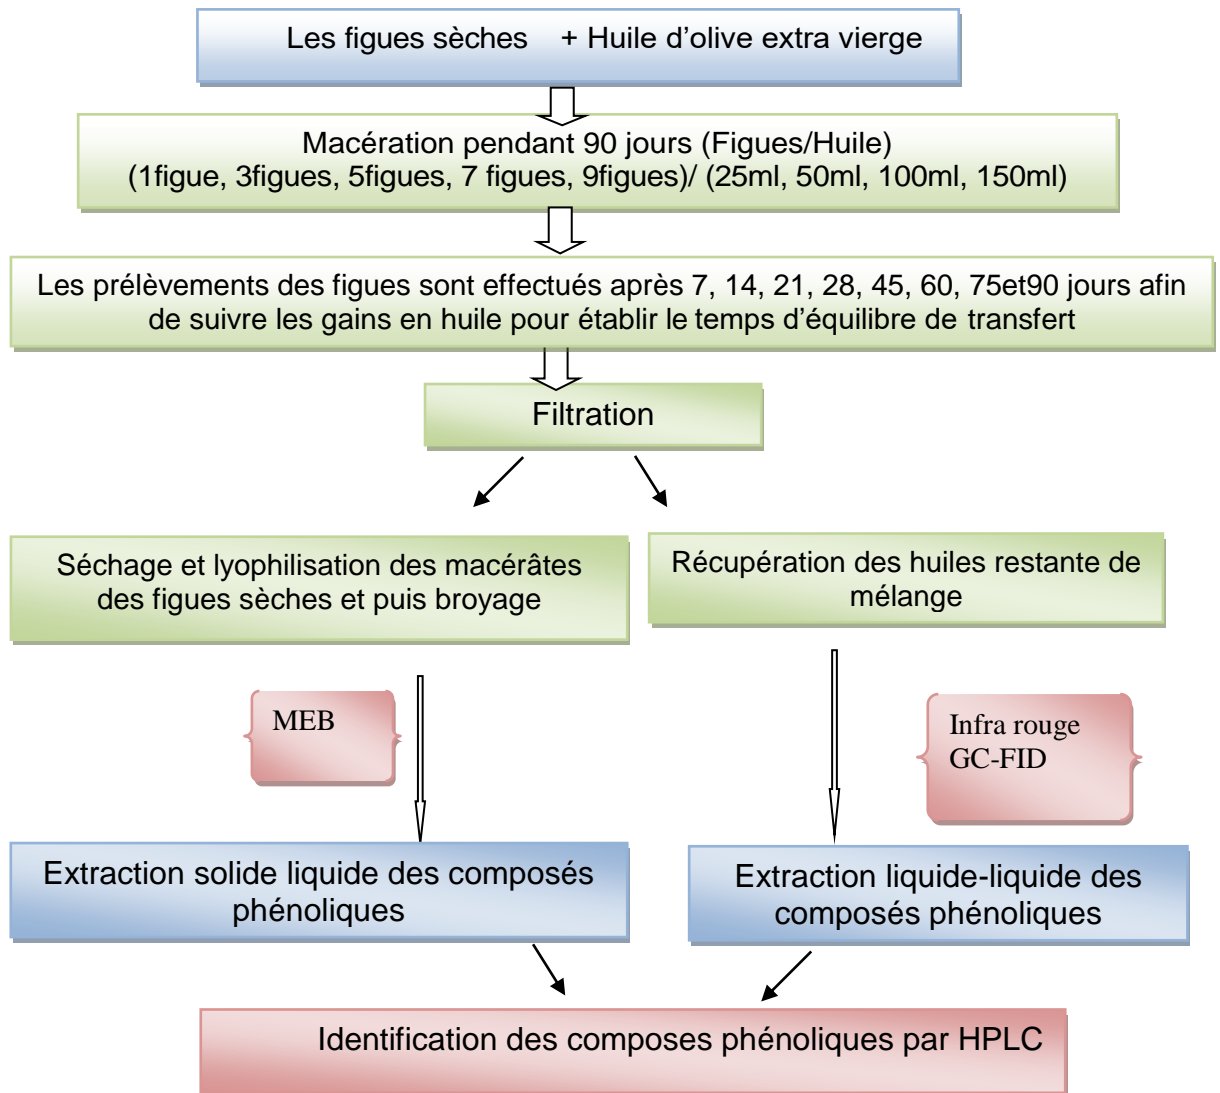 Les figues sèches + Huile d'olive extra vierge
Macération pendant 90 jours (Figues/Huile)
(1figue, 3figues, 5figues, 7 figues, 9figues)/ (25ml, 50ml, 100ml, 150ml)
Les prélèvements des figues sont effectués après 7, 14, 21, 28, 45, 60, 75et90 jours afin
de suivre les gains en huile pour établir le temps d'équilibre de transfert
Filtration
Séchage et lyophilisation des macérâtes
des figues sèches et puis broyage
Récupération des huiles restante de
mélange
MEB
Infra rouge
GC-FID
Extraction solide liquide des composés
phénoliques
Extraction liquide-liquide des
composés phénoliques
Identification des composes phénoliques par HPLC